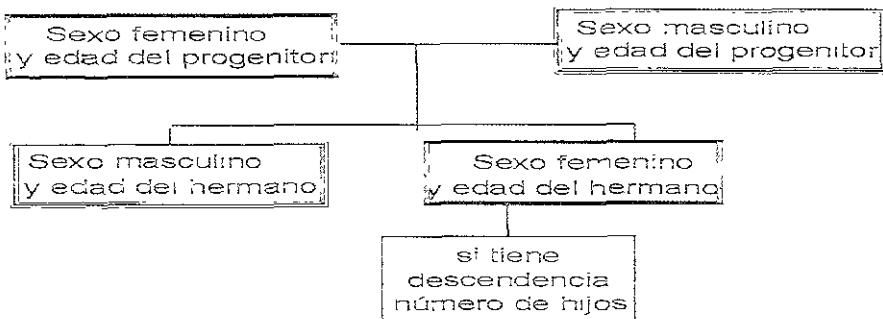 Sexo femenino
y edad del progenitor
Sexo masculino
y edad del progenitor
Sexo masculino
y edad del hermano
Sexo femenino
y edad del hermano
si tiene
descendencia
número de hijos